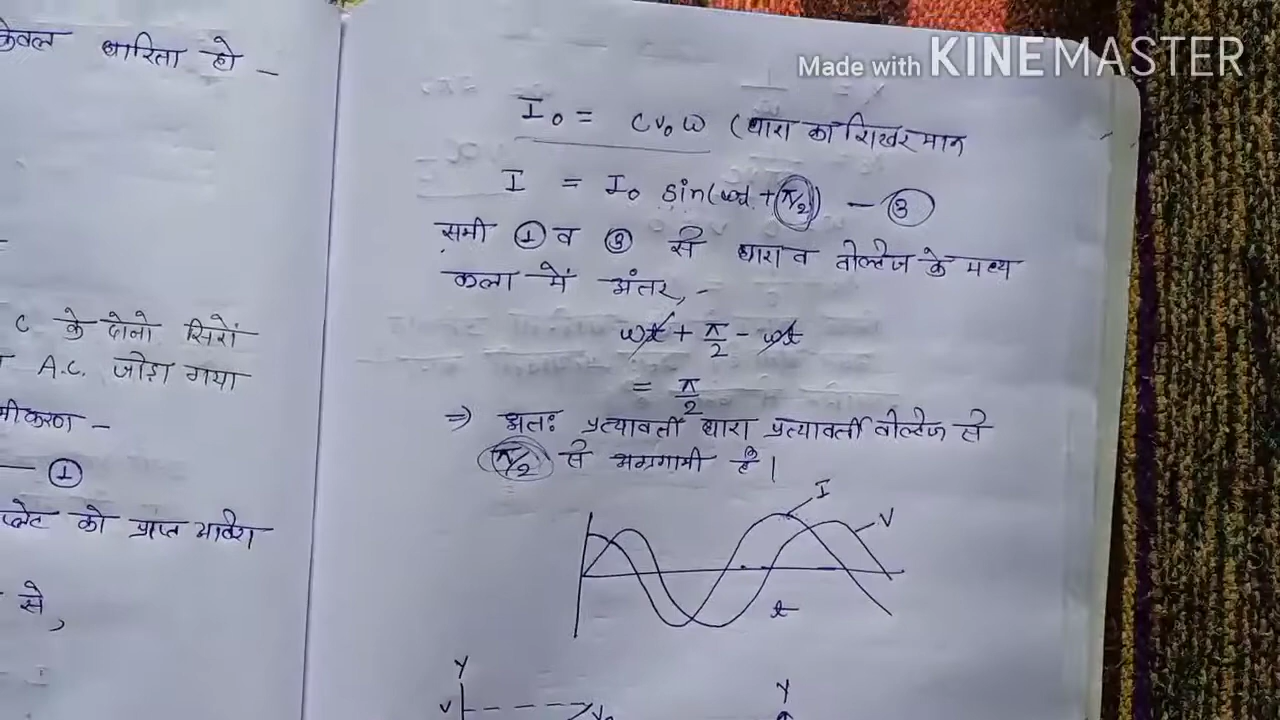 Made with KINEMASTER
केवल धारिता हो -
C के दोनो सिरों
A.C. जोड़ा गया
मीकरण -
— ①
प्लेट को प्राप्त आवेश
से,
I₀ = CV₀ω (धारा का शिखर मान
I = I₀ sin(ωt + π/2) — ③
समी ① व ③ से धारा व वोल्टेज के मध्य
कला में अंतर, -
ωt + π/2 - ωt
= π/2
⇒ अतः प्रत्यावर्ती धारा प्रत्यावर्ती वोल्टेज से
π/2 से अग्रगामी है।
I
V
t
Y
Y
V
V₀